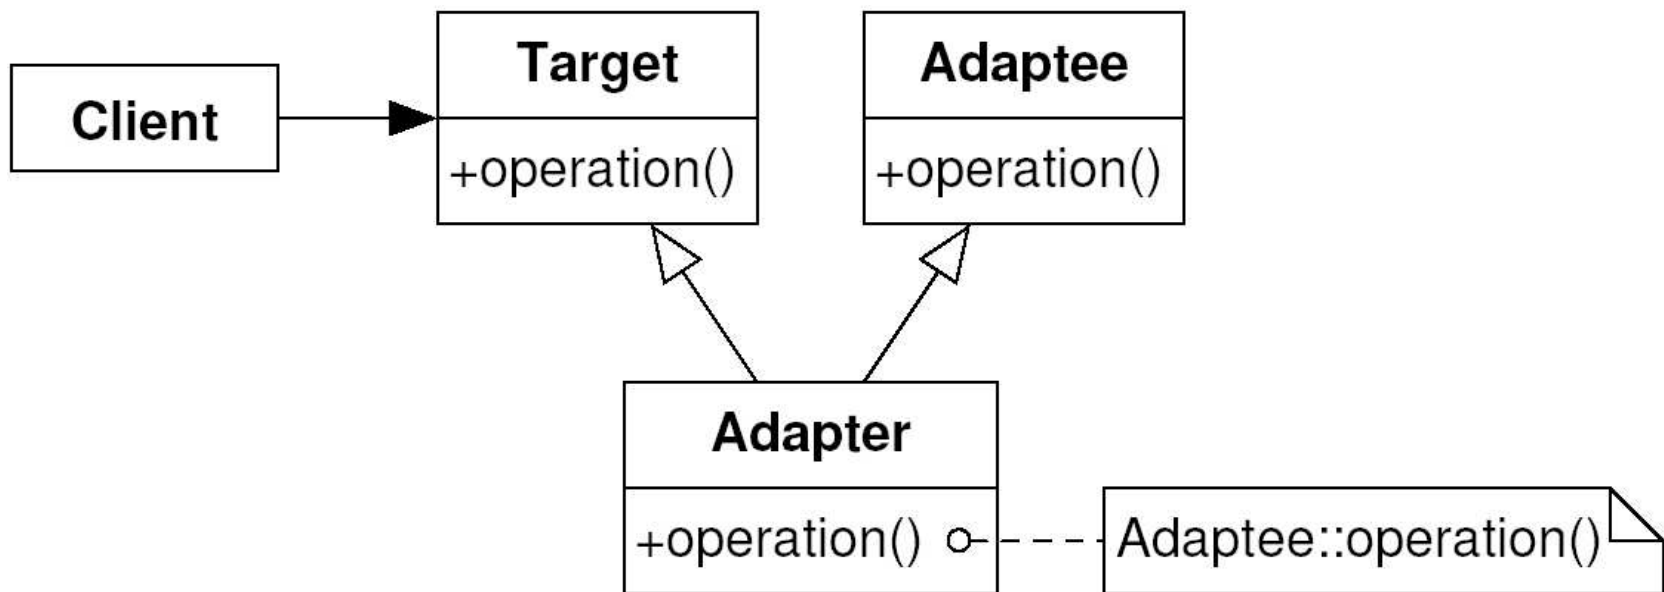 Client
Target
+operation()
Adaptee
+operation()
Adapter
+operation()
Adaptee::operation()